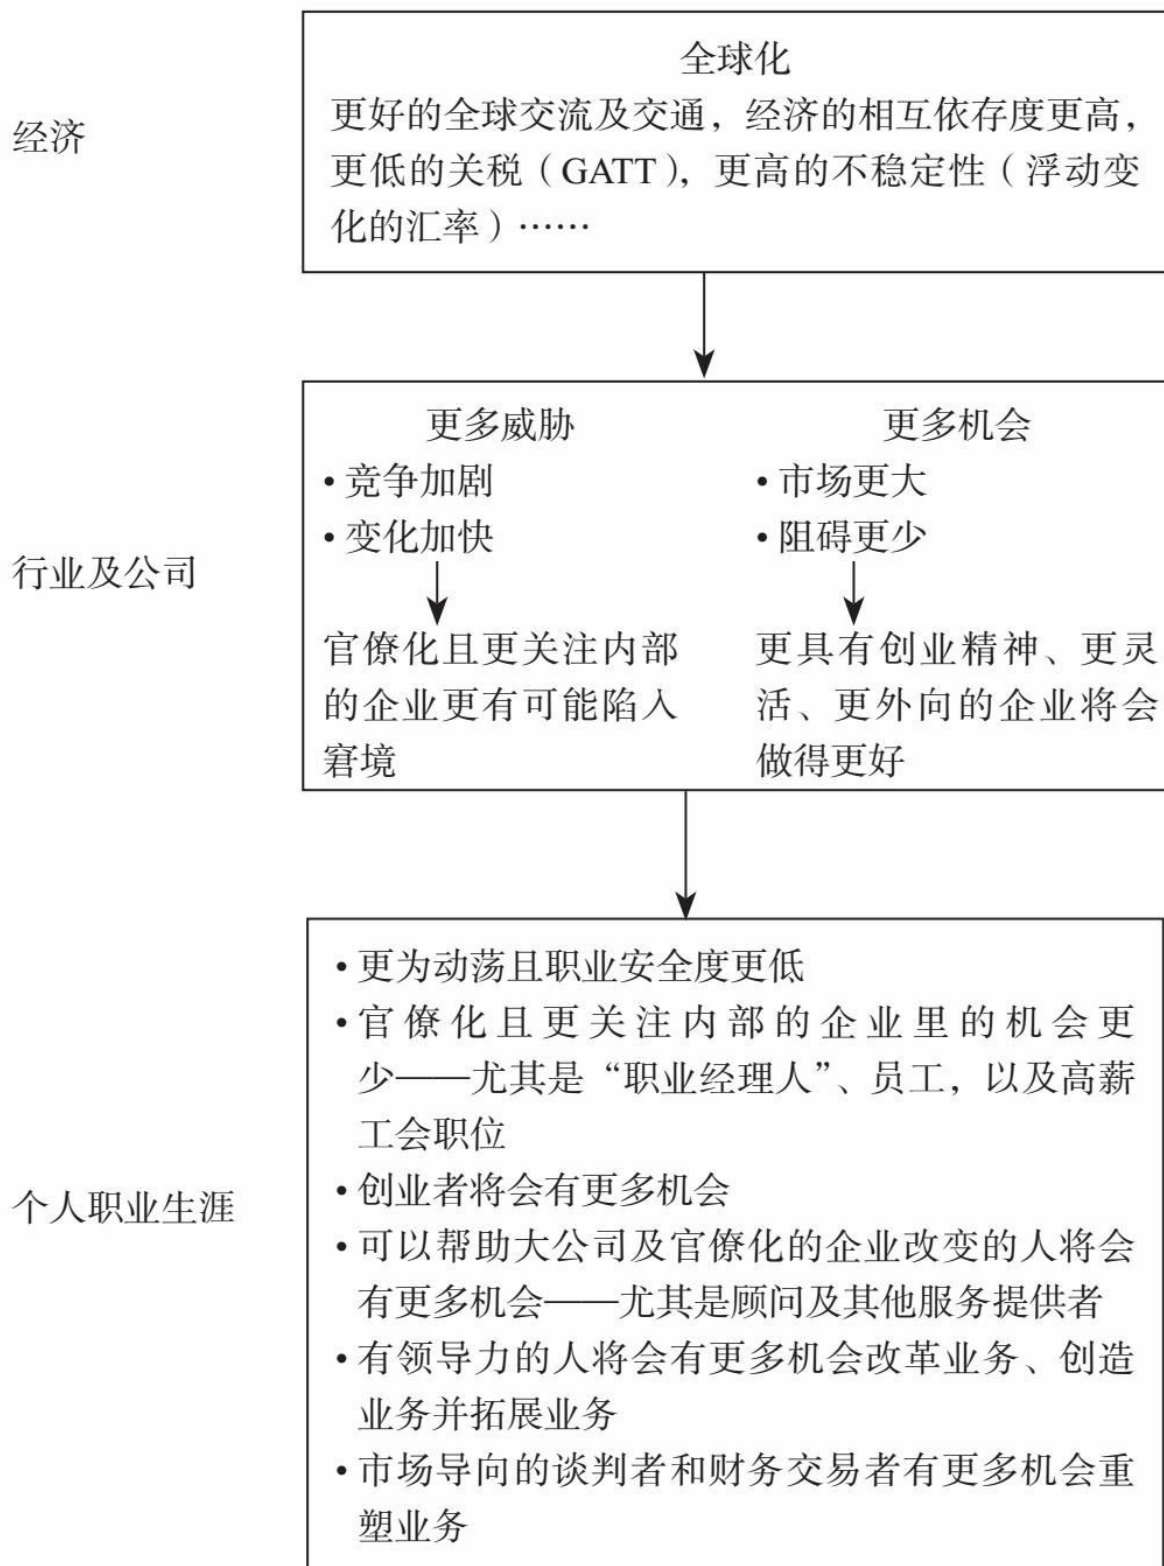 全球化
经济
更好的全球交流及交通，经济的相互依存度更高，
更低的关税（GATT），更高的不稳定性（浮动变
化的汇率）……
更多威胁
• 竞争加剧
• 变化加快
官僚化且更关注内部
的企业更有可能陷入
窘境
更多机会
• 市场更大
• 阻碍更少
更具有创业精神、更灵
活、更外向的企业将会
做得更好
行业及公司
• 更为动荡且职业安全度更低
• 官僚化且更关注内部的企业里的机会更
少——尤其是“职业经理人”、员工，以及高薪
工会职位
• 创业者将会有更多机会
个人职业生涯
• 可以帮助大公司及官僚化的企业改变的人将会
有更多机会——尤其是顾问及其他服务提供者
• 有领导力的人将会有更多机会改革业务、创造
业务并拓展业务
• 市场导向的谈判者和财务交易者有更多机会重
塑业务